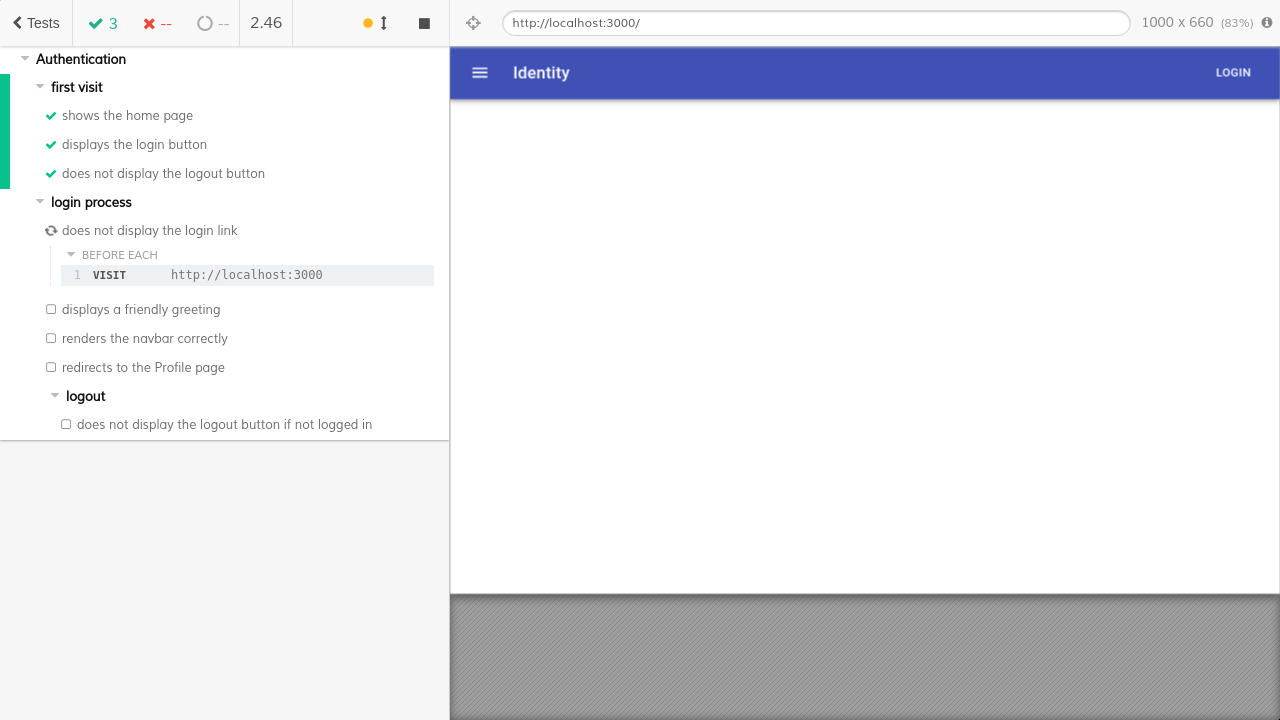 Tests 3 -- -- 2.46
http://localhost:3000/ 1000 x 660 (83%)
Authentication
first visit
shows the home page
displays the login button
does not display the logout button
login process
does not display the login link
BEFORE EACH
1 VISIT http://localhost:3000
displays a friendly greeting
renders the navbar correctly
redirects to the Profile page
logout
does not display the logout button if not logged in
Identity LOGIN